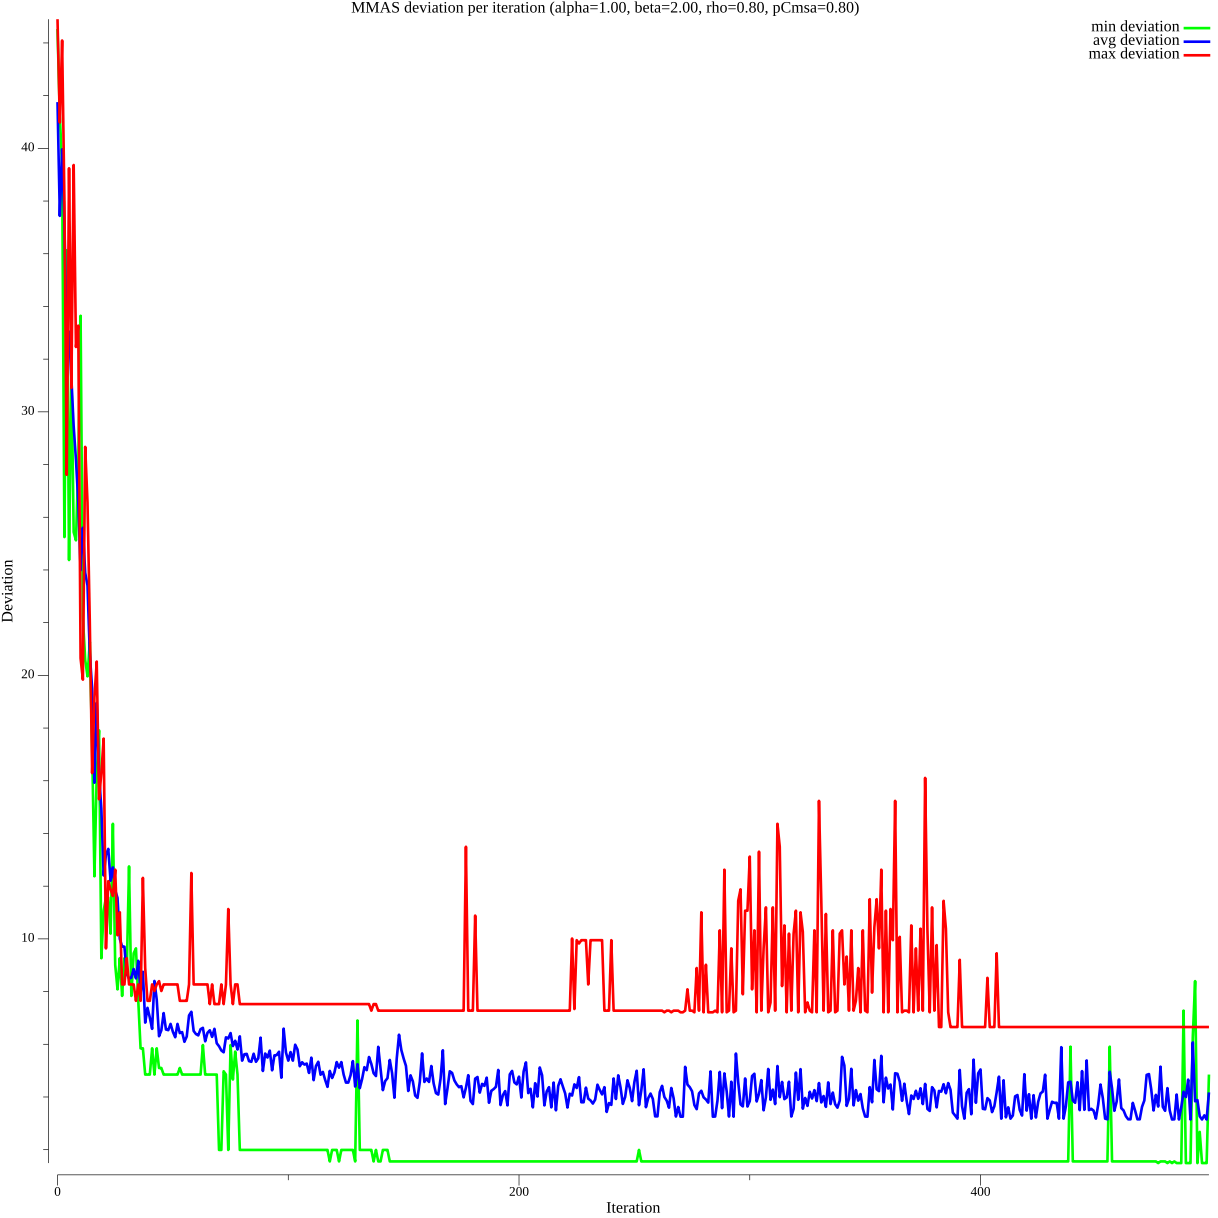 MMAS deviation per iteration (alpha=1.00, beta=2.00, rho=0.80, pCmsa=0.80)
min deviation
avg deviation
max deviation
40
30
20
10
Deviation
0
200
400
Iteration